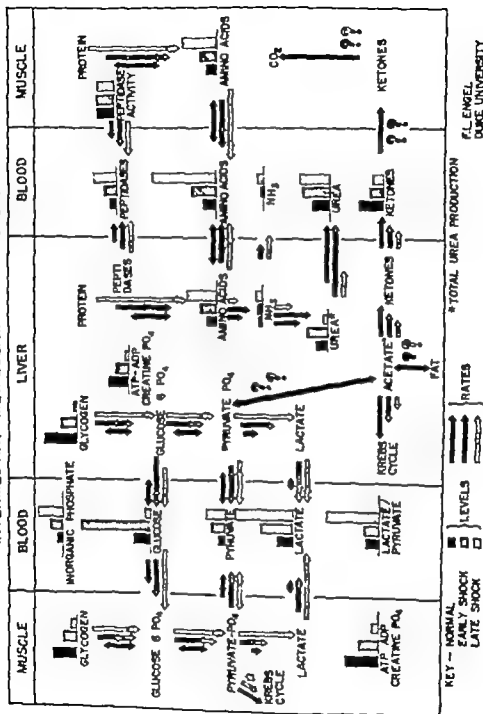 MUSCLE
BLOOD
LIVER
BLOOD
MUSCLE
GLYCOGEN
GLUCOSE 6 PO4
PYRUVATE-PO4
KREBS
CYCLE
LACTATE
ATP ADP
CREATINE PO4
INORGANIC PHOSPHATE
GLUCOSE
PYRUVATE
LACTATE
LACTATE/
PYRUVATE
GLYCOGEN
ATP-ADP
CREATINE PO4
GLUCOSE 6 PO4
PYRUVATE PO4
? ?
LACTATE
PROTEIN
PEPTI
DASES
AMINO ACIDS
NH3
UREA*
KREBS
CYCLE
ACETATE
KETONES
? ?
FAT
PEPTIDASES
AMINO ACIDS
NH3
UREA
KETONES
PROTEIN
PEPTIDASE
ACTIVITY
AMINO ACIDS
CO2
? ?
KETONES
? ?
KEY - NORMAL
EARLY SHOCK
LATE SHOCK
LEVELS
RATES
*TOTAL UREA PRODUCTION
F.L. ENGEL
DUKE UNIVERSITY